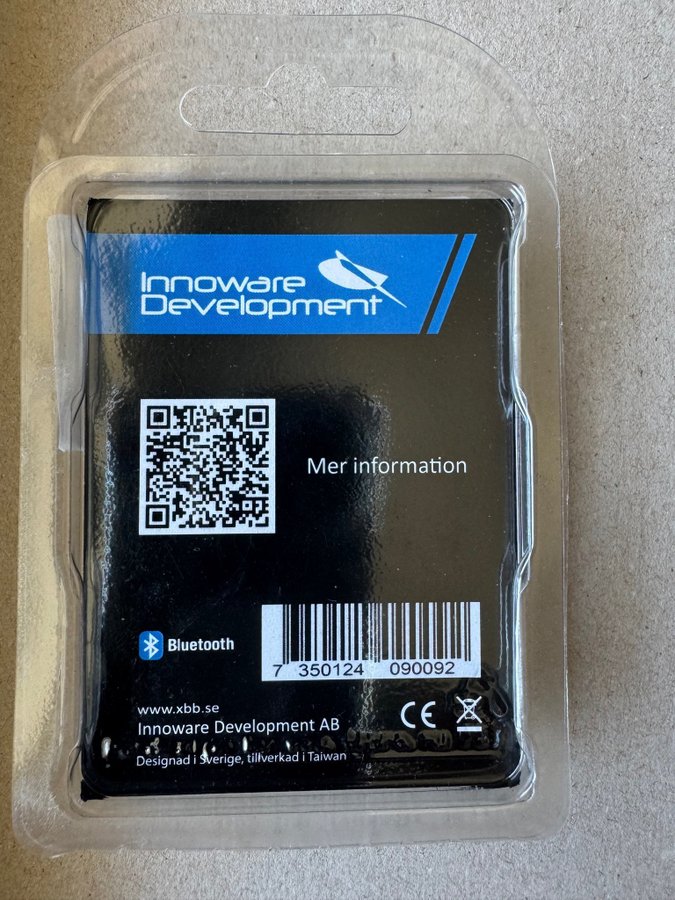 Innoware
Development
Mer information
Bluetooth
7 350124 090092
www.xbb.se
Innoware Development AB
CE
Designad i Sverige, tillverkad i Taiwan